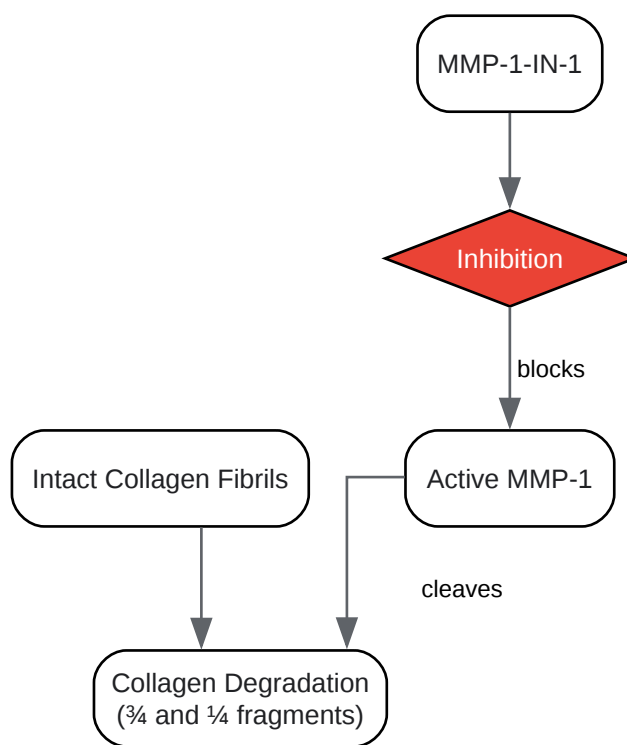 MMP-1-IN-1
Inhibition
blocks
Intact Collagen Fibrils
Active MMP-1
cleaves
Collagen Degradation
(¾ and ¼ fragments)